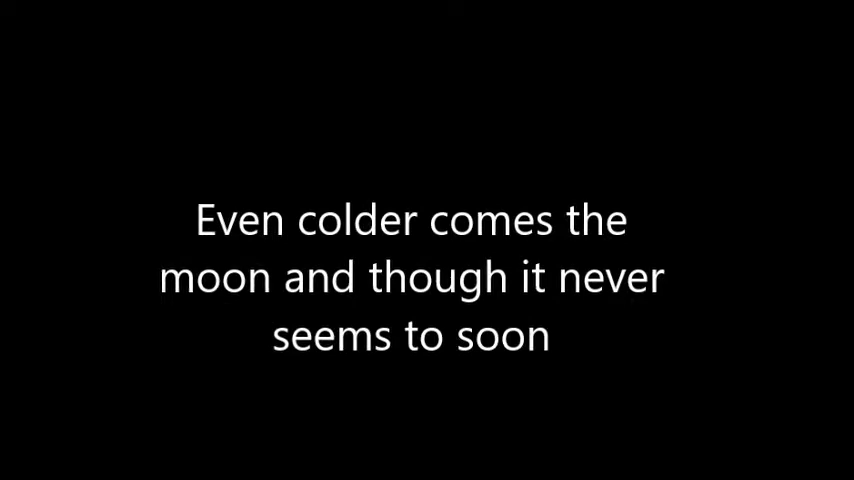 Even colder comes the
moon and though it never
seems to soon